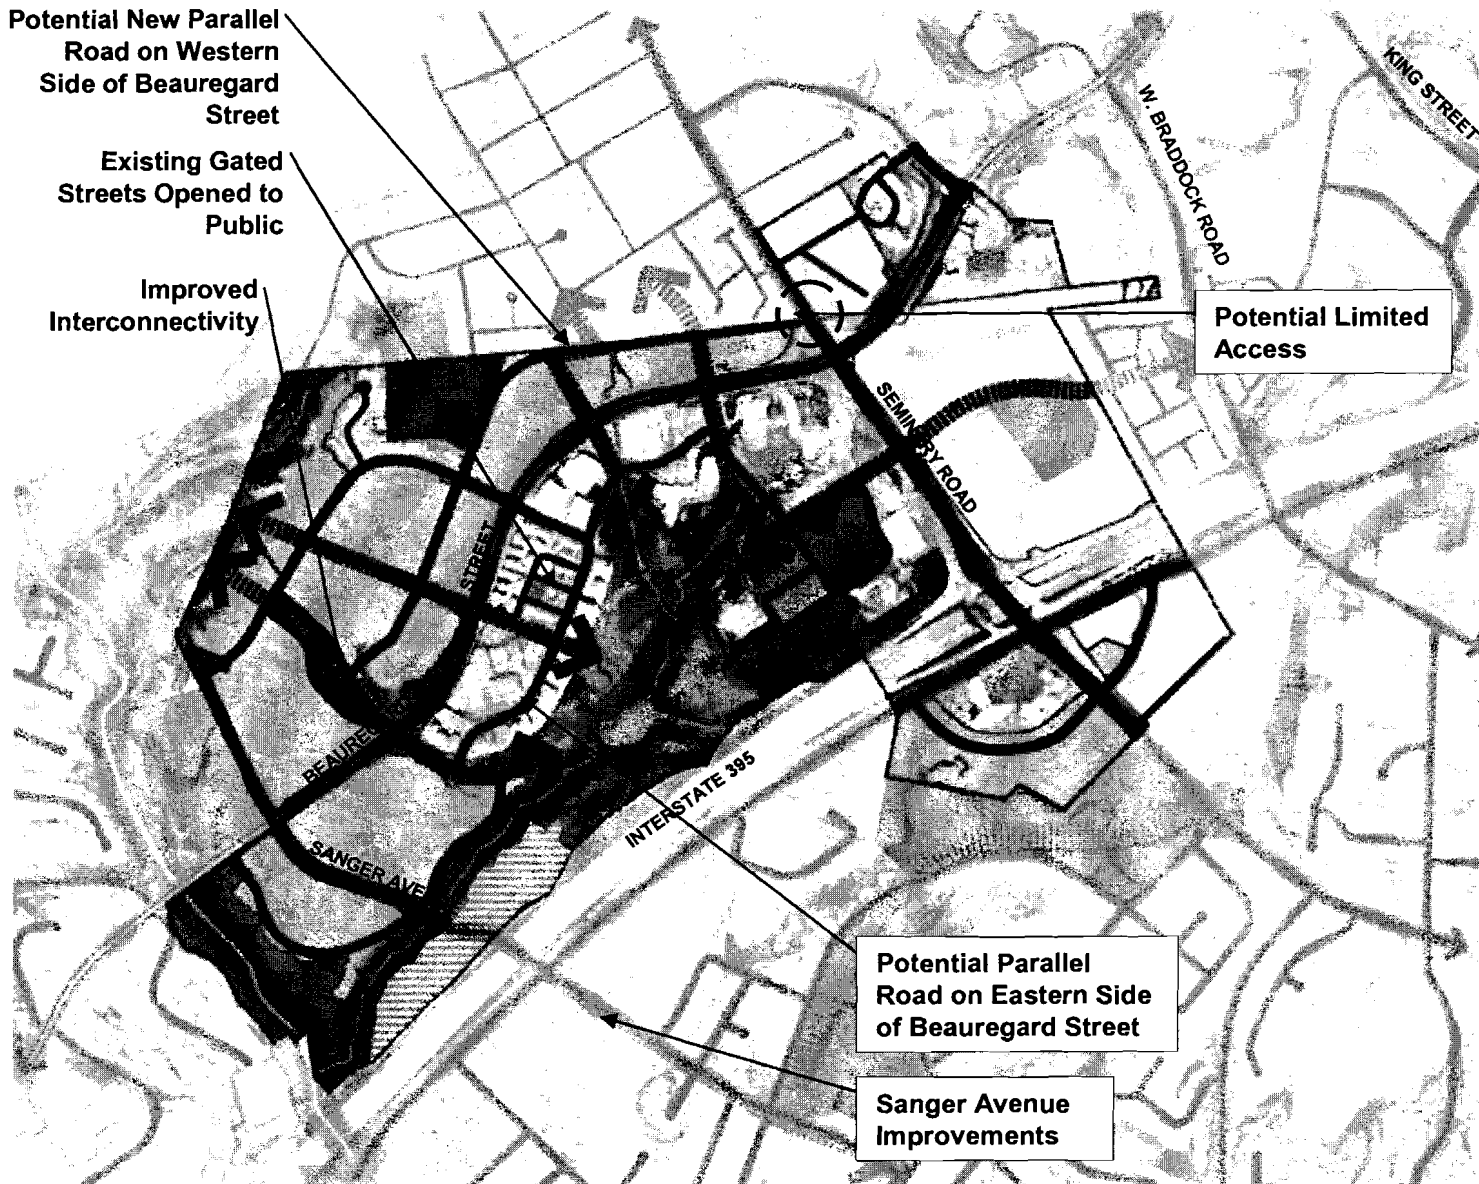 Potential New Parallel
Road on Western
Side of Beauregard
Street
Existing Gated
Streets Opened to
Public
Improved
Interconnectivity
KING STREET
W. BRADDOCK ROAD
Potential Limited
Access
SEMINARY ROAD
STREET
INTERSTATE 395
SANGER AVE
Potential Parallel
Road on Eastern Side
of Beauregard Street
Sanger Avenue
Improvements